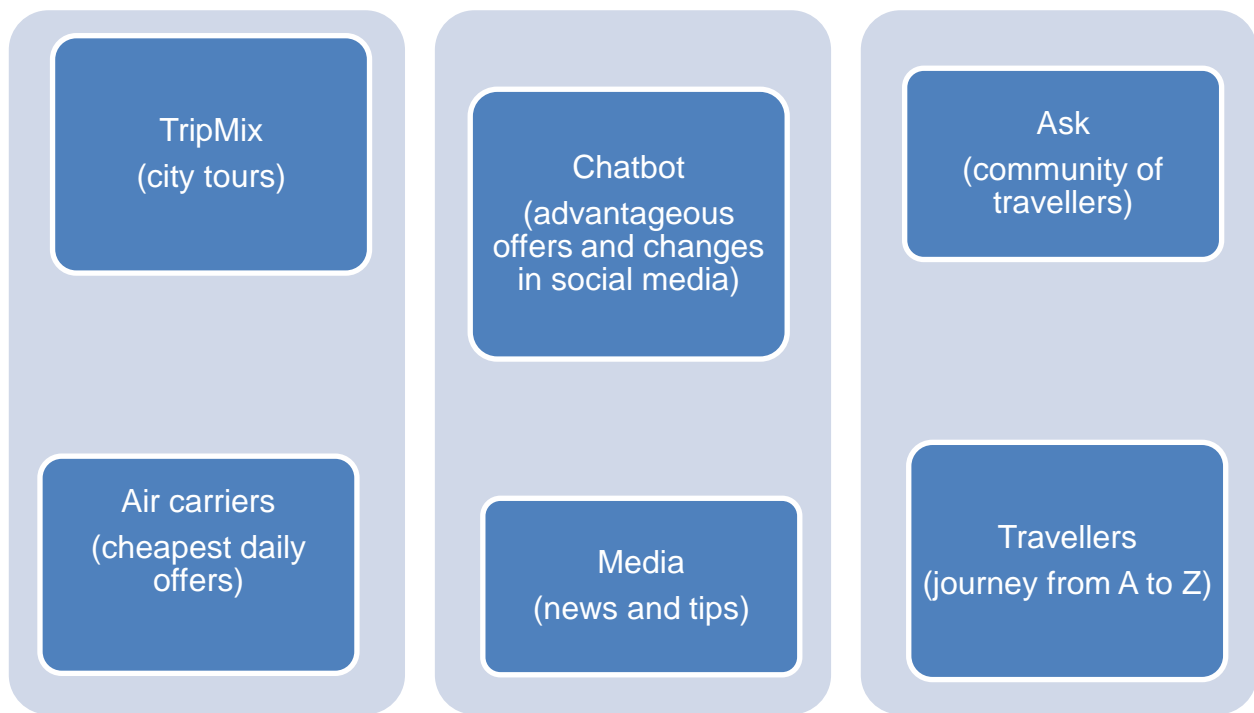 TripMix
(city tours)
Air carriers
(cheapest daily
offers)
Chatbot
(advantageous
offers and changes
in social media)
Media
(news and tips)
Ask
(community of
travellers)
Travellers
(journey from A to Z)